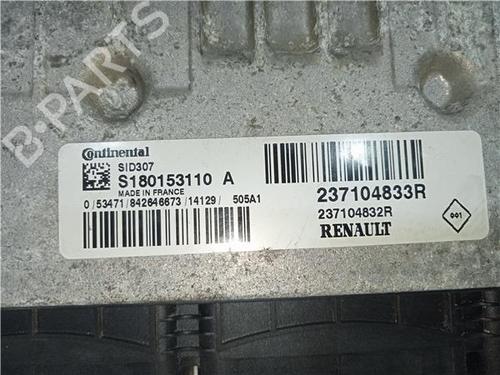 B-PARTS
Continental
SID307
S180153110 A
MADE IN FRANCE
0 / 53471 / 842646673 / 14129 / 505A1
237104833R
237104832R
RENAULT
001